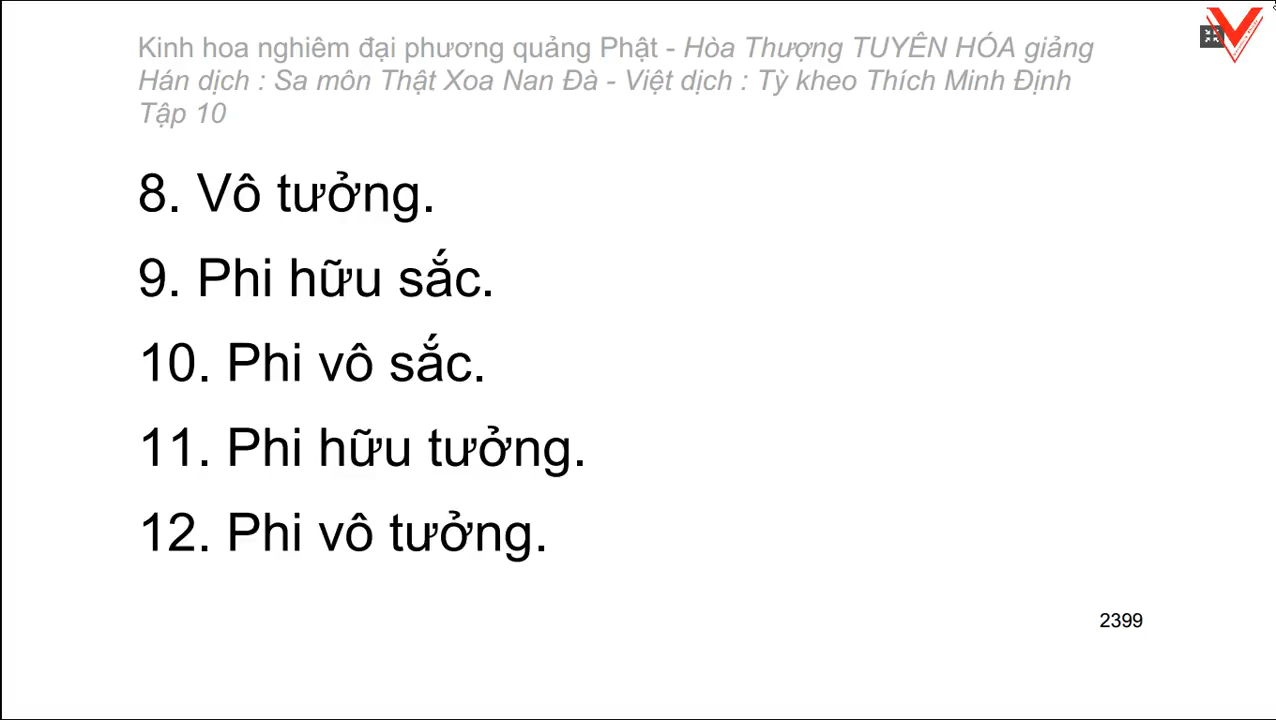 Kinh hoa nghiêm đại phương quảng Phật - Hòa Thượng TUYÊN HÓA giảng
Hán dịch : Sa môn Thật Xoa Nan Đà - Việt dịch : Tỳ kheo Thích Minh Định
Tập 10
8. Vô tưởng.
9. Phi hữu sắc.
10. Phi vô sắc.
11. Phi hữu tưởng.
12. Phi vô tưởng.
2399